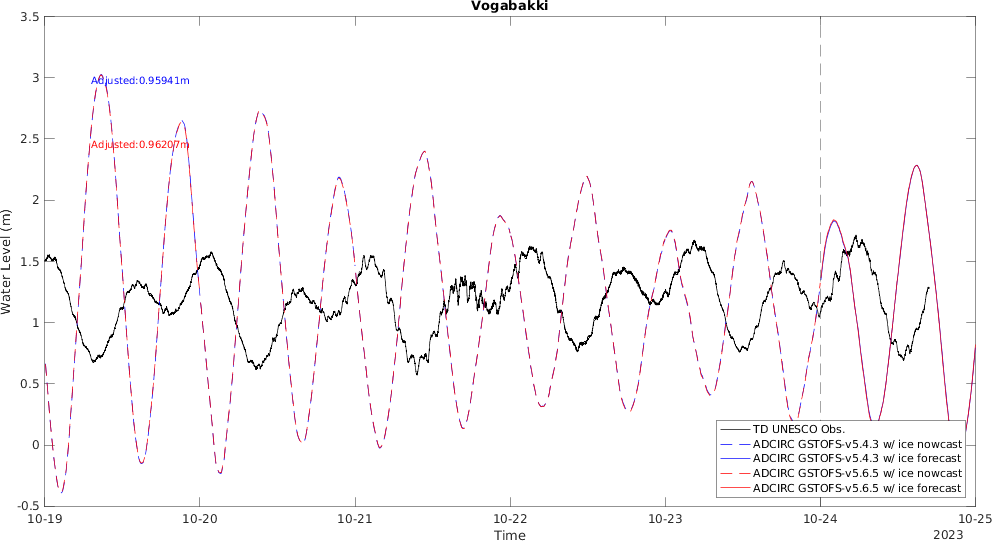 Vogabakki
3.5
3
2.5
2
1.5
1
0.5
0
-0.5
Water Level (m)
Adjusted:0.95941m
Adjusted:0.96207m
TD UNESCO Obs.
ADCIRC GSTOFS-v5.4.3 w/ ice nowcast
ADCIRC GSTOFS-v5.4.3 w/ ice forecast
ADCIRC GSTOFS-v5.6.5 w/ ice nowcast
ADCIRC GSTOFS-v5.6.5 w/ ice forecast
10-19 10-20 10-21 10-22 10-23 10-24 10-25
Time
2023